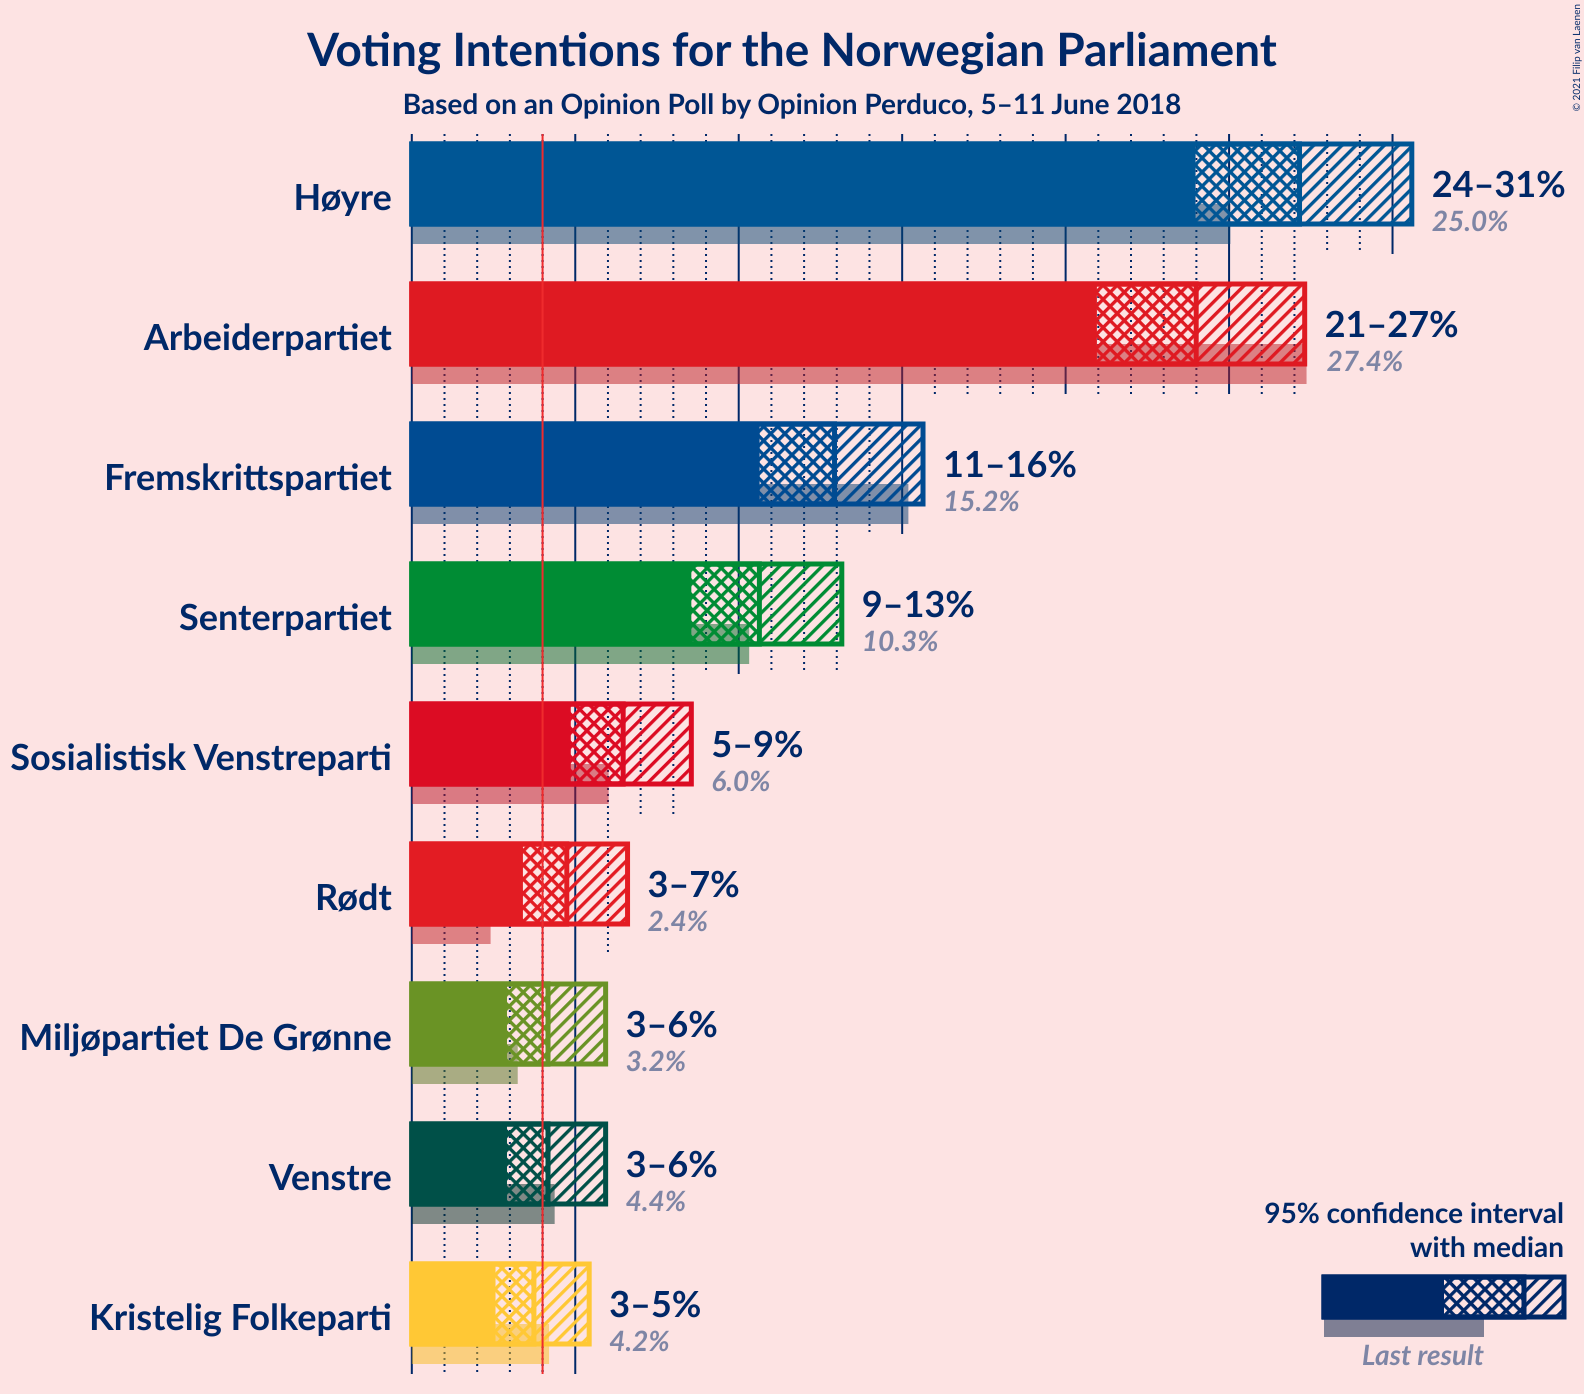 Voting Intentions for the Norwegian Parliament
Based on an Opinion Poll by Opinion Perduco, 5–11 June 2018
© 2021 Filip van Laenen
Høyre
24–31%
25.0%
Arbeiderpartiet
21–27%
27.4%
Fremskrittspartiet
11–16%
15.2%
Senterpartiet
9–13%
10.3%
Sosialistisk Venstreparti
5–9%
6.0%
Rødt
3–7%
2.4%
Miljøpartiet De Grønne
3–6%
3.2%
Venstre
3–6%
4.4%
Kristelig Folkeparti
3–5%
4.2%
95% confidence interval
with median
Last result